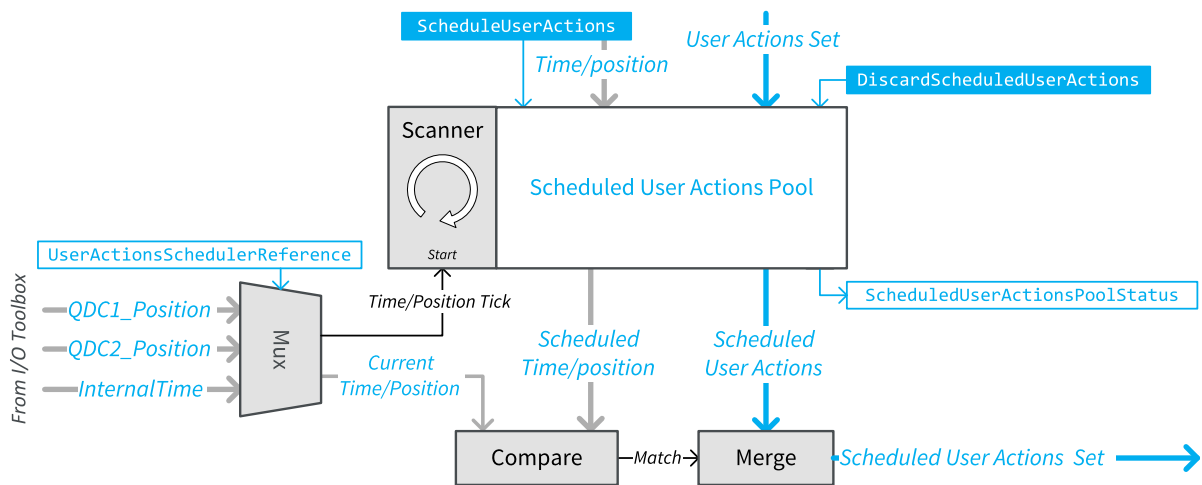 ScheduleUserActions
User Actions Set
Time/position
DiscardScheduledUserActions
Scanner
Scheduled User Actions Pool
Start
UserActionsSchedulerReference
From I/O Toolbox
QDC1_Position
QDC2_Position
InternalTime
Mux
Time/Position Tick
ScheduledUserActionsPoolStatus
Current
Time/Position
Scheduled
Time/position
Scheduled
User Actions
Compare
Match
Merge
Scheduled User Actions Set